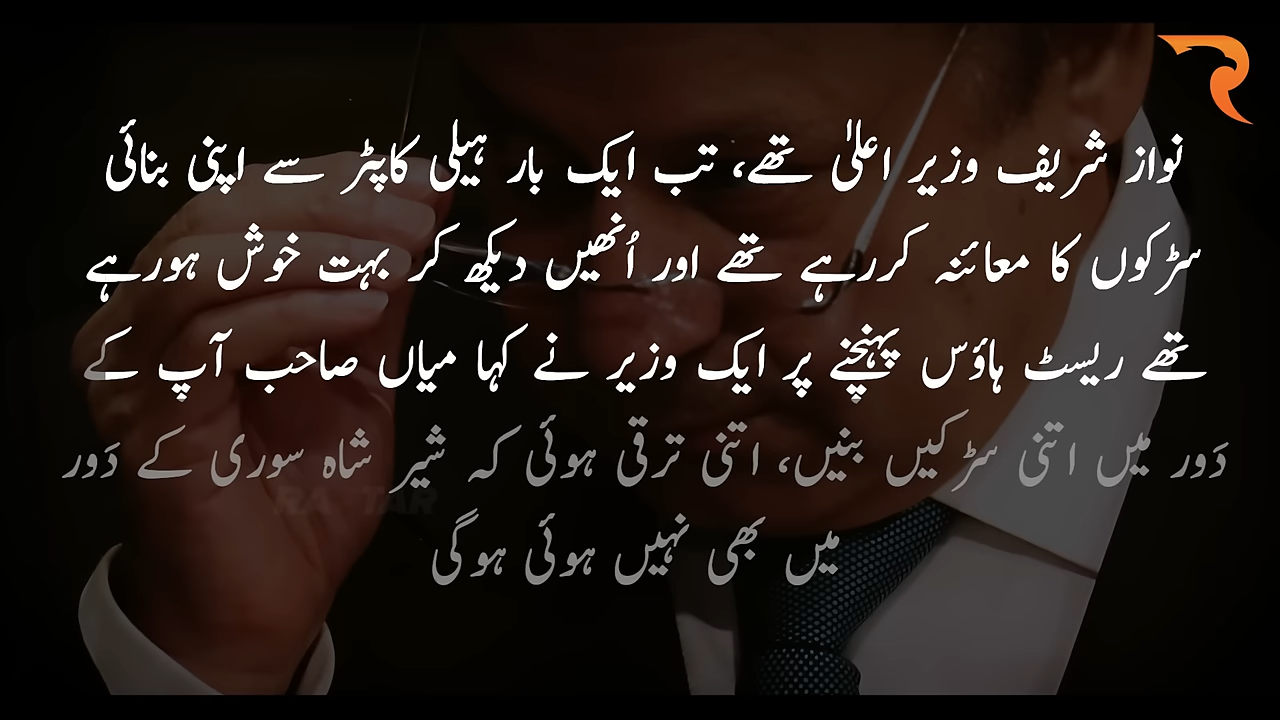 نواز شریف وزیر اعلیٰ تھے، تب ایک بار ہیلی کاپٹر سے اپنی بنائی
سڑکوں کا معائنہ کررہے تھے اور اُنھیں دیکھ کر بہت خوش ہورہے
تھے ریسٹ ہاؤس پہنچنے پر ایک وزیر نے کہا میاں صاحب آپ کے
دَور میں اتنی سڑکیں بنیں، اتنی ترقی ہوئی کہ شیر شاہ سوری کے دَور
میں بھی نہیں ہوئی ہوگی
RAFTAR